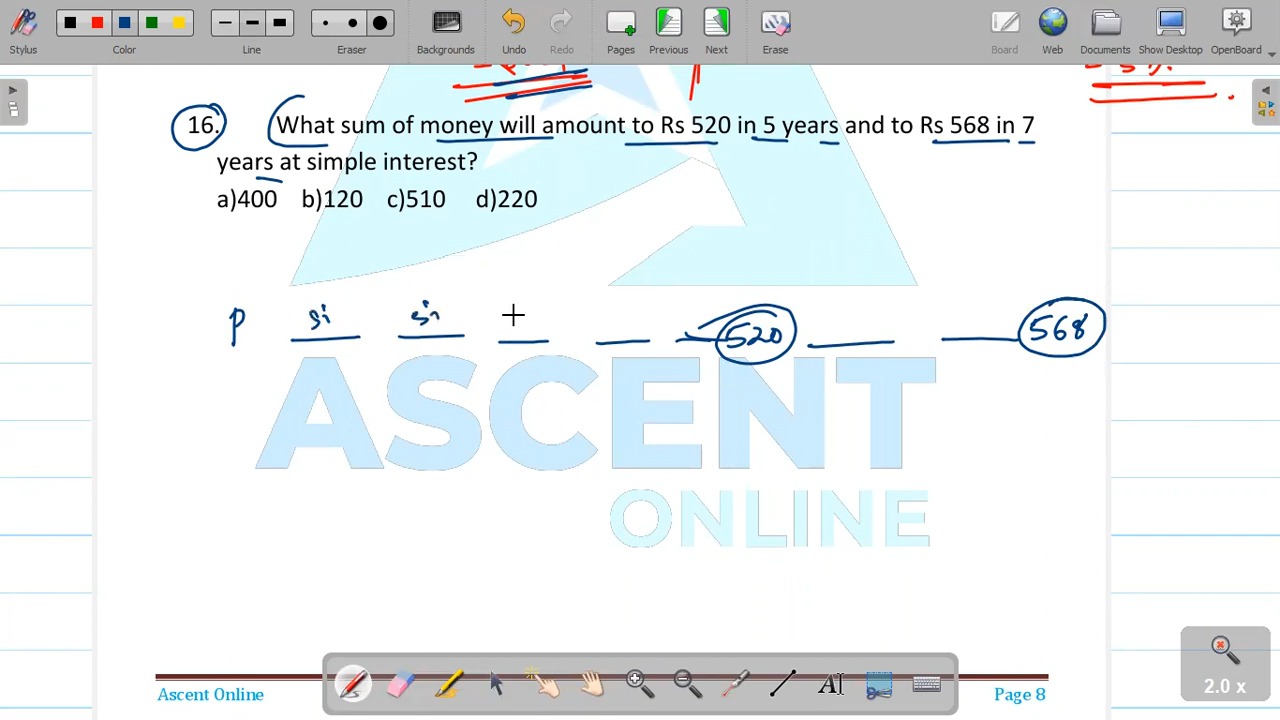 Stylus Color Line Eraser Backgrounds Undo Redo Pages Previous Next Erase Board Web Documents Show Desktop OpenBoard
16. What sum of money will amount to Rs 520 in 5 years and to Rs 568 in 7
years at simple interest?
a)400 b)120 c)510 d)220
P si si 520 568
ASCENT
ONLINE
Ascent Online Page 8
2.0 x